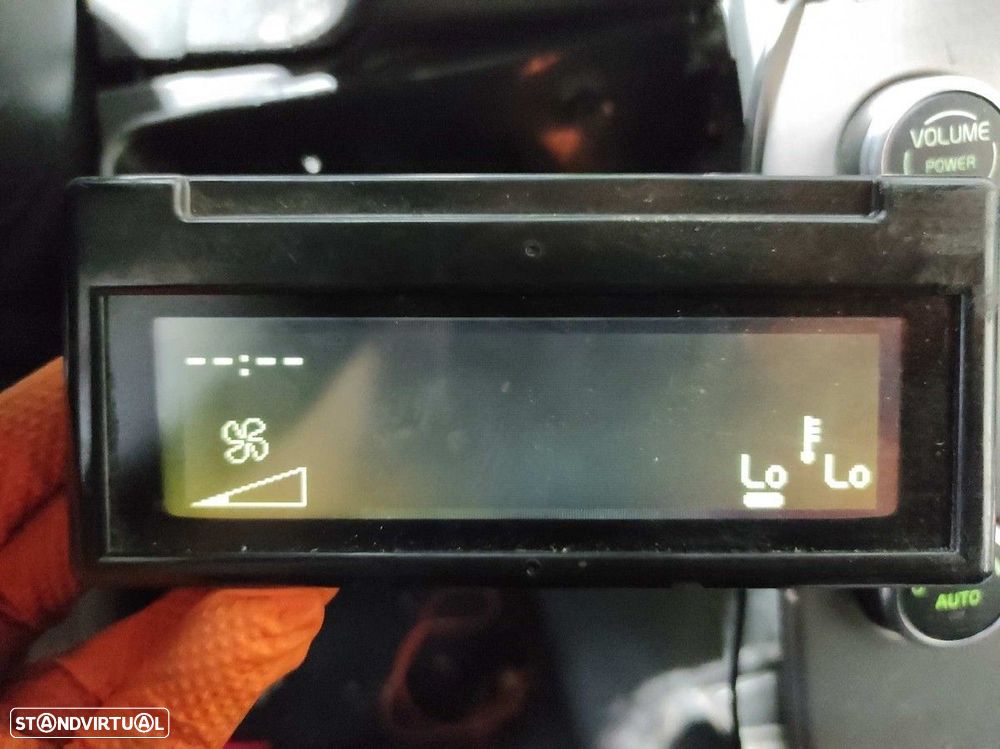 VOLUME
POWER
--:--
Lo Lo
AUTO
STANDVIRTUAL